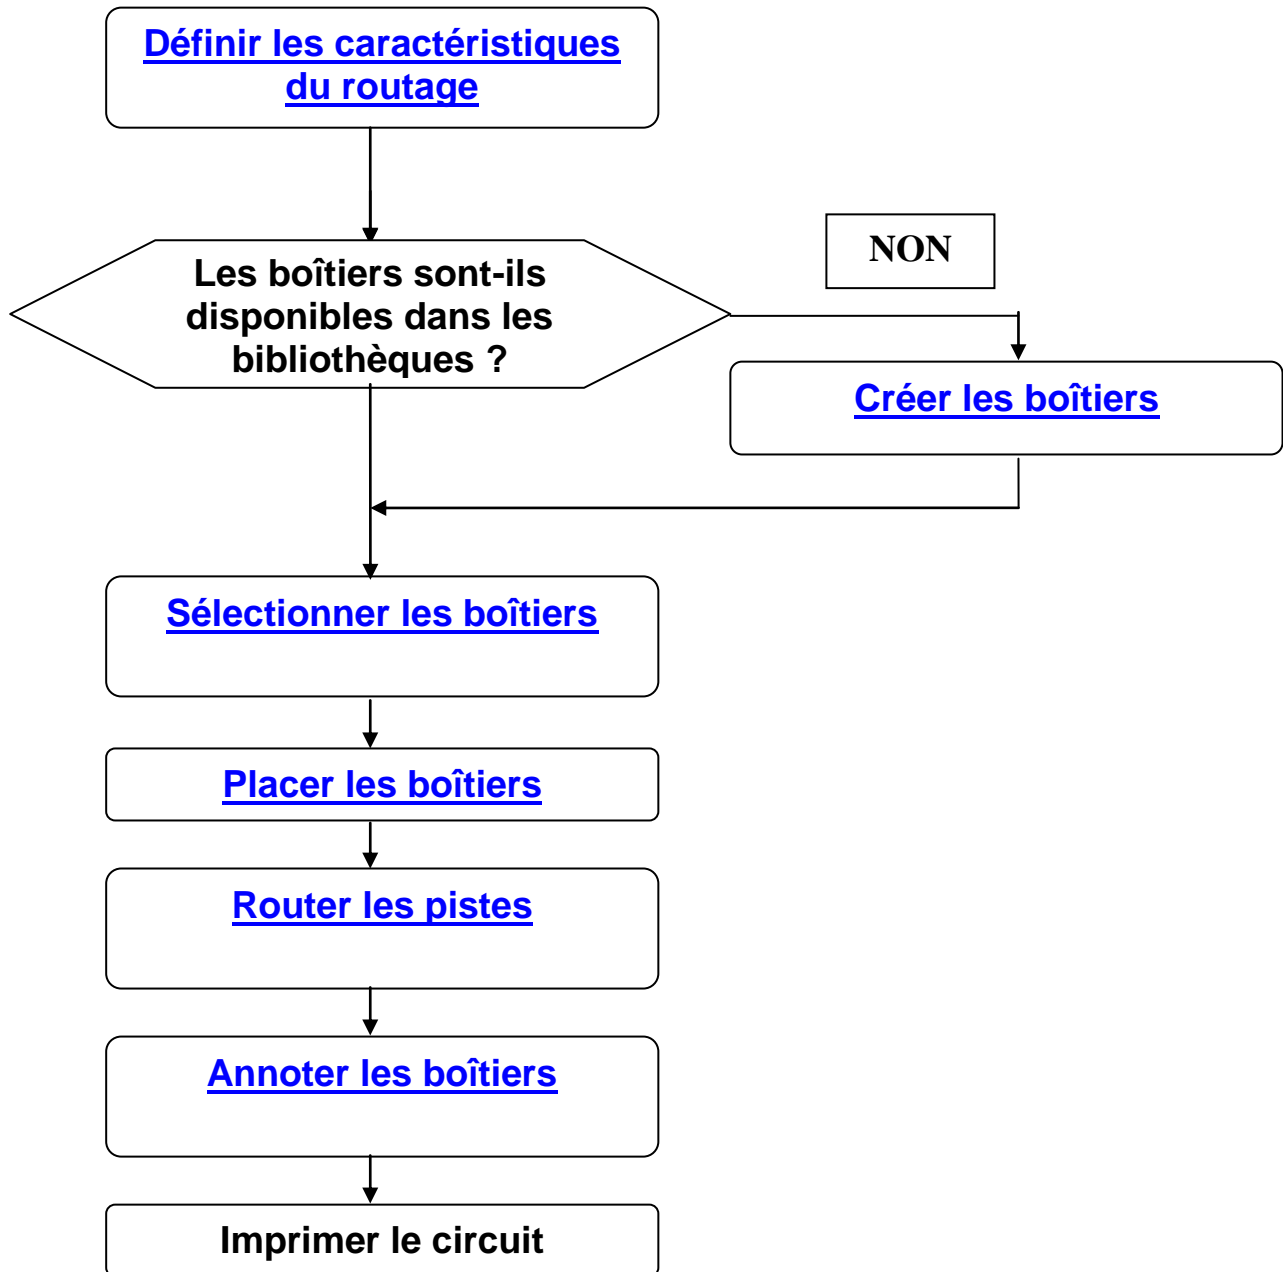 Définir les caractéristiques
du routage
NON
Les boîtiers sont-ils
disponibles dans les
bibliothèques ?
Créer les boîtiers
Sélectionner les boîtiers
Placer les boîtiers
Router les pistes
Annoter les boîtiers
Imprimer le circuit